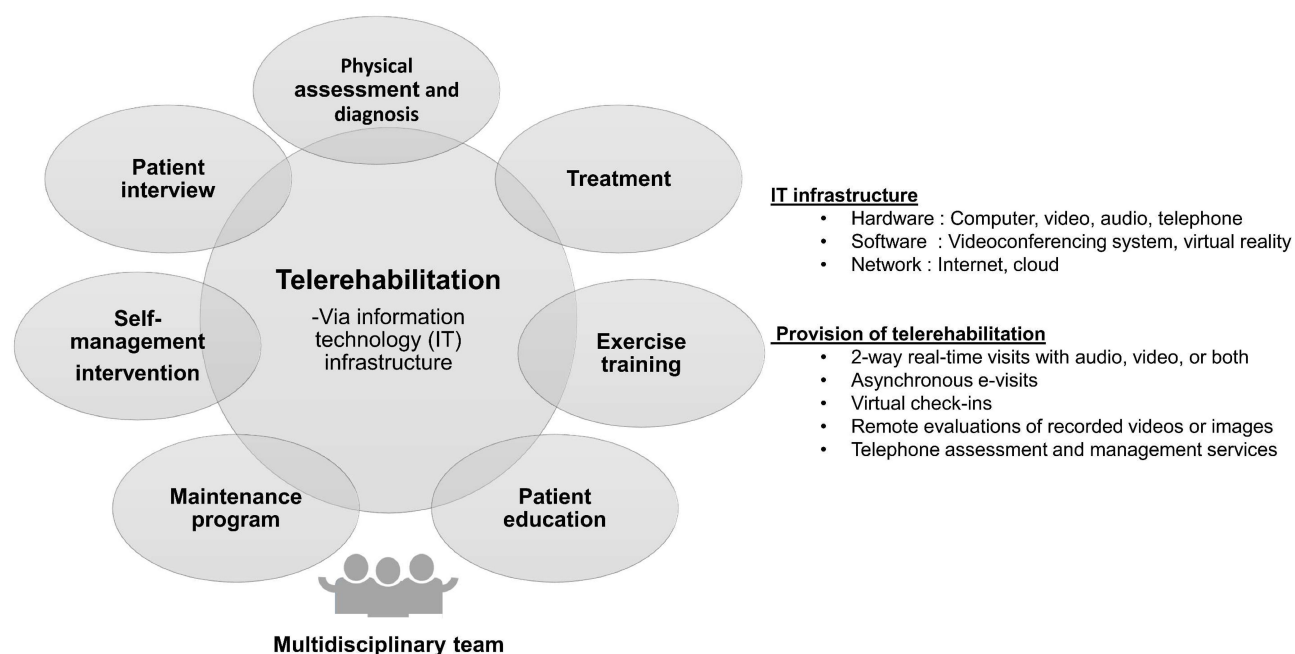 Physical
assessment and
diagnosis
Patient
interview
Treatment
Telerehabilitation
-Via information
technology (IT)
infrastructure
Self-
management
intervention
Exercise
training
Maintenance
program
Patient
education
Multidisciplinary team
IT infrastructure
• Hardware : Computer, video, audio, telephone
• Software : Videoconferencing system, virtual reality
• Network : Internet, cloud
Provision of telerehabilitation
• 2-way real-time visits with audio, video, or both
• Asynchronous e-visits
• Virtual check-ins
• Remote evaluations of recorded videos or images
• Telephone assessment and management services